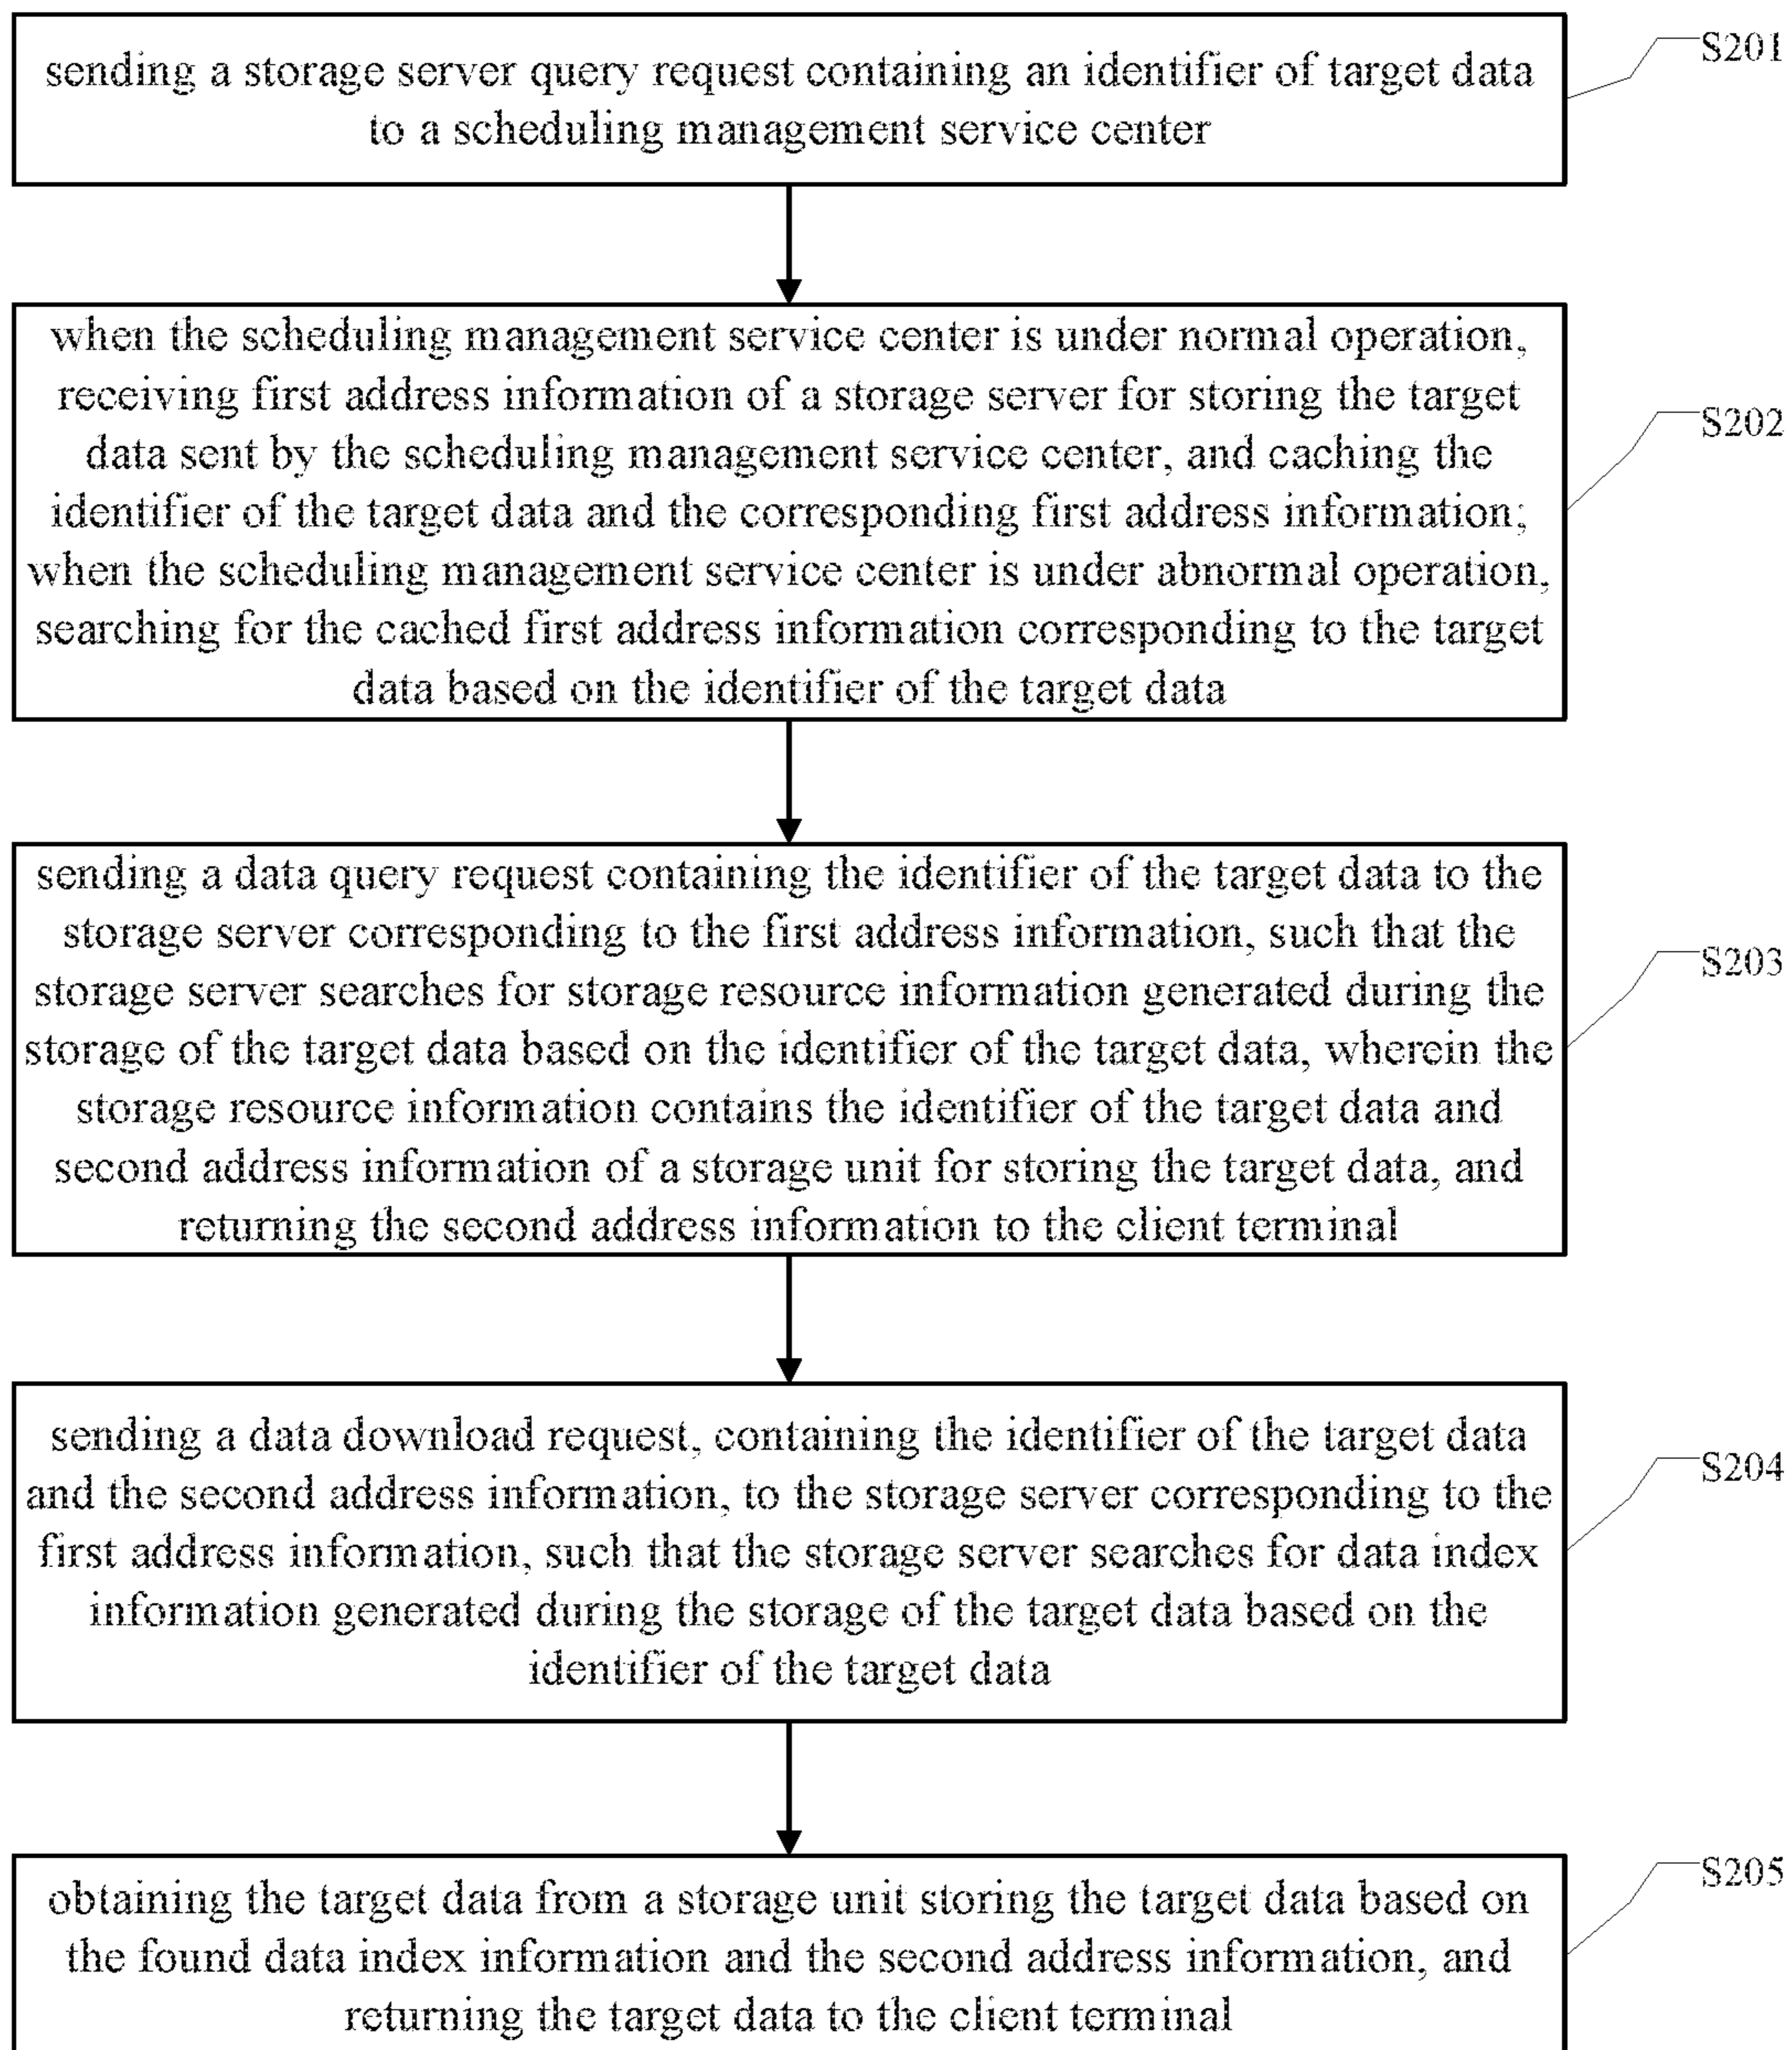 sending a storage server query request containing an identifier of target data
to a scheduling management service center
S201
when the scheduling management service center is under normal operation,
receiving first address information of a storage server for storing the target
data sent by the scheduling management service center, and caching the
identifier of the target data and the corresponding first address information;
when the scheduling management service center is under abnormal operation,
searching for the cached first address information corresponding to the target
data based on the identifier of the target data
S202
sending a data query request containing the identifier of the target data to the
storage server corresponding to the first address information, such that the
storage server searches for storage resource information generated during the
storage of the target data based on the identifier of the target data, wherein the
storage resource information contains the identifier of the target data and
second address information of a storage unit for storing the target data, and
returning the second address information to the client terminal
S203
sending a data download request, containing the identifier of the target data
and the second address information, to the storage server corresponding to the
first address information, such that the storage server searches for data index
information generated during the storage of the target data based on the
identifier of the target data
S204
obtaining the target data from a storage unit storing the target data based on
the found data index information and the second address information, and
returning the target data to the client terminal
S205